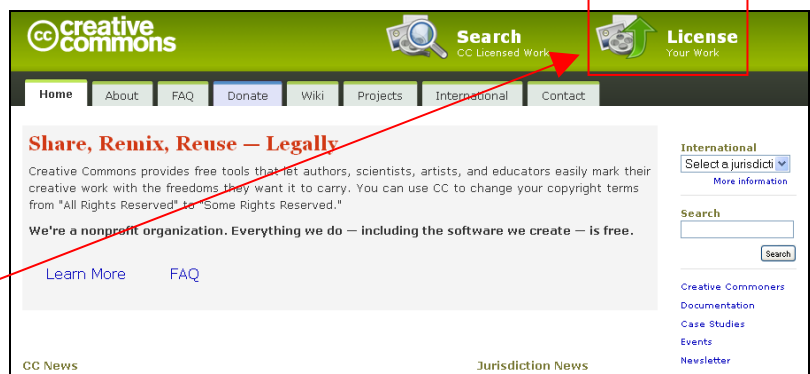 cc creative commons
Search
CC Licensed Work
License
Your Work
Home About FAQ Donate Wiki Projects International Contact
Share, Remix, Reuse — Legally
Creative Commons provides free tools that let authors, scientists, artists, and educators easily mark their
creative work with the freedoms they want it to carry. You can use CC to change your copyright terms
from "All Rights Reserved" to "Some Rights Reserved."
We're a nonprofit organization. Everything we do — including the software we create — is free.
Learn More FAQ
International
Select a jurisdicti
More information
Search
Search
Creative Commoners
Documentation
Case Studies
Events
Newsletter
CC News
Jurisdiction News